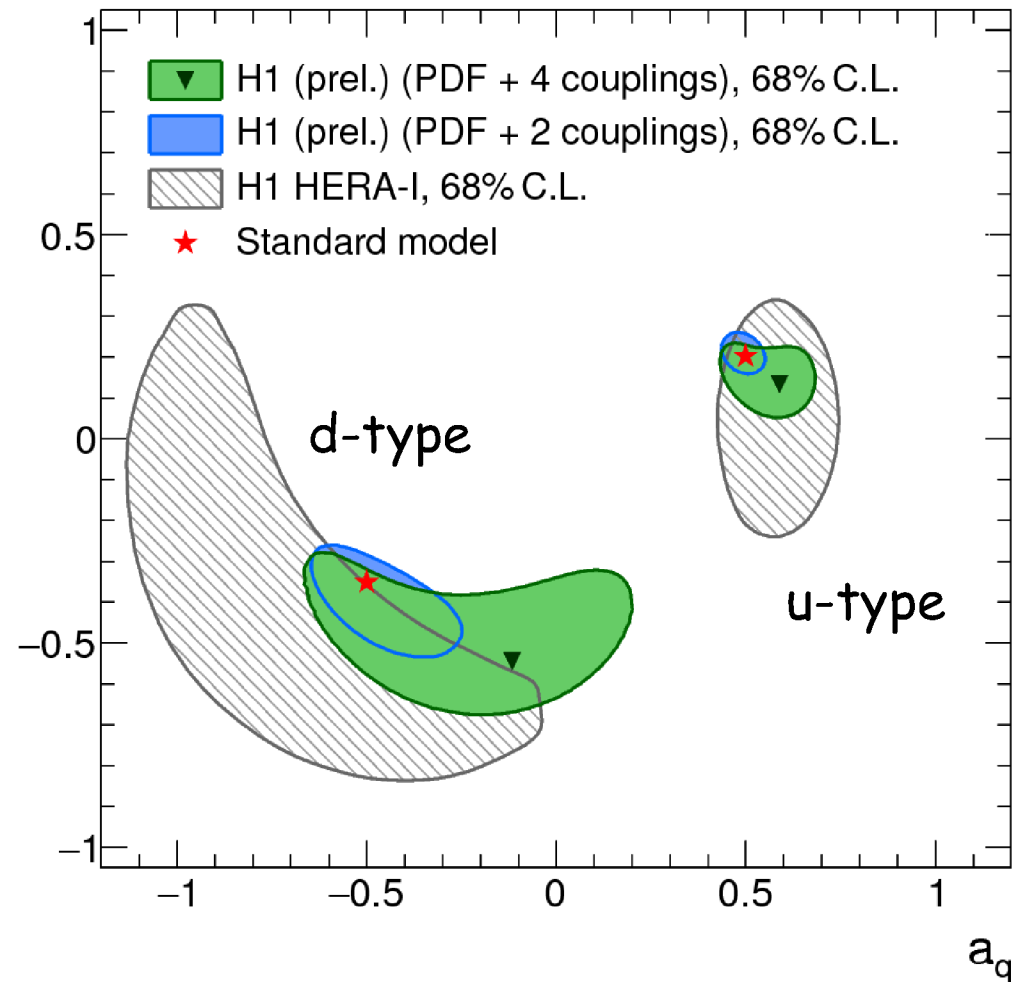 1
H1 (prel.) (PDF + 4 couplings), 68% C.L.
H1 (prel.) (PDF + 2 couplings), 68% C.L.
H1 HERA-I, 68% C.L.
0.5
Standard model
d-type
0
u-type
−0.5
−1
−1 −0.5 0 0.5 1
a_q